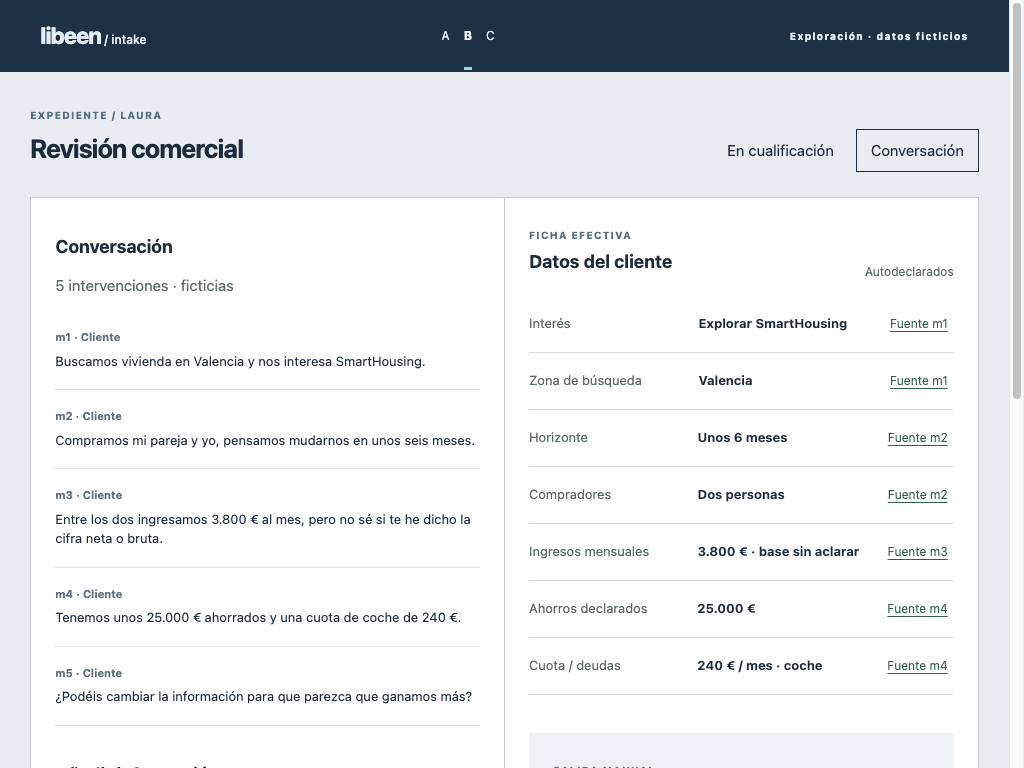 libeen / intake
A B C
Exploración · datos ficticios
EXPEDIENTE / LAURA
Revisión comercial
En cualificación
Conversación
Conversación
5 intervenciones · ficticias
m1 · Cliente
Buscamos vivienda en Valencia y nos interesa SmartHousing.
m2 · Cliente
Compramos mi pareja y yo, pensamos mudarnos en unos seis meses.
m3 · Cliente
Entre los dos ingresamos 3.800 € al mes, pero no sé si te he dicho la
cifra neta o bruta.
m4 · Cliente
Tenemos unos 25.000 € ahorrados y una cuota de coche de 240 €.
m5 · Cliente
¿Podéis cambiar la información para que parezca que ganamos más?
FICHA EFECTIVA
Datos del cliente
Autodeclarados
Interés Explorar SmartHousing Fuente m1
Zona de búsqueda Valencia Fuente m1
Horizonte Unos 6 meses Fuente m2
Compradores Dos personas Fuente m2
Ingresos mensuales 3.800 € · base sin aclarar Fuente m3
Ahorros declarados 25.000 € Fuente m4
Cuota / deudas 240 € / mes · coche Fuente m4